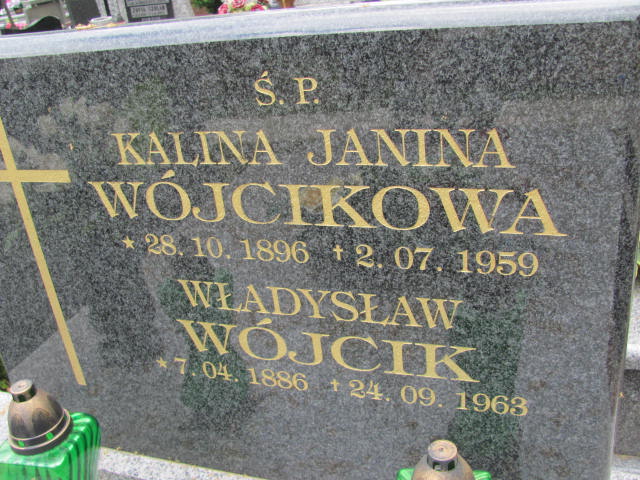 Ś. P.
KALINA JANINA
WÓJCIKOWA
* 28. 10. 1896 † 2. 07. 1959
WŁADYSŁAW
WÓJCIK
* 7. 04. 1886 † 24. 09. 1963